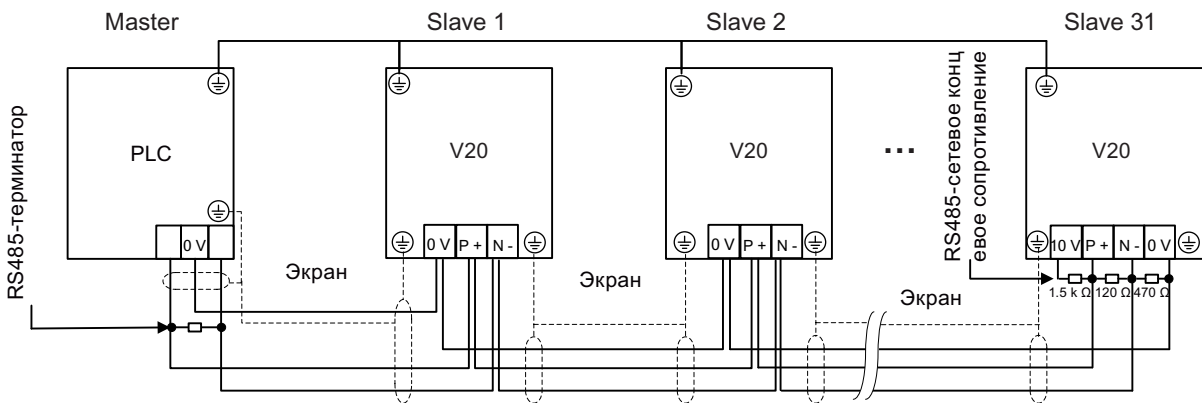 Master
Slave 1
Slave 2
Slave 31
RS485-терминатор
PLC
V20
V20
...
RS485-сетевое конц
евое сопротивление
V20
0 V
0 V P + N -
0 V P + N -
10 V P + N - 0 V
1.5 k Ω 120 Ω 470 Ω
Экран
Экран
Экран